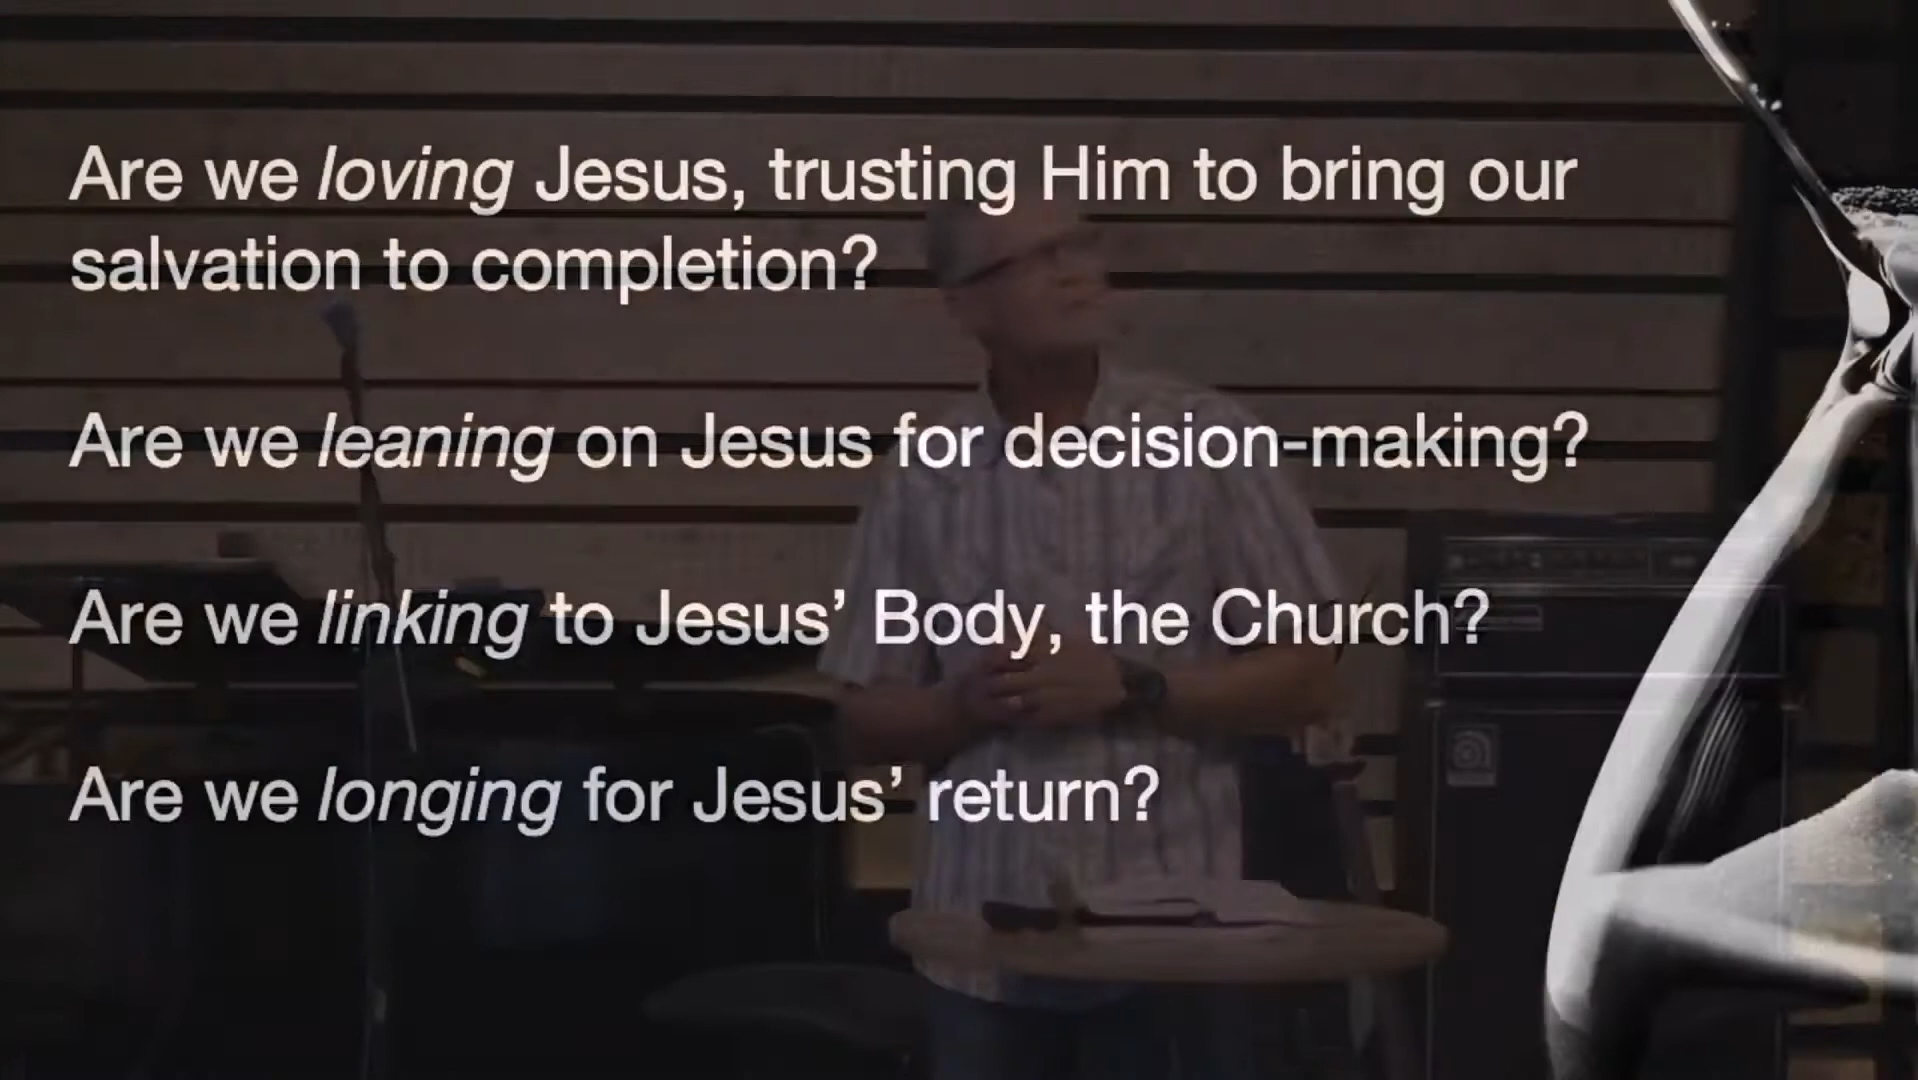 Are we loving Jesus, trusting Him to bring our
salvation to completion?
Are we leaning on Jesus for decision-making?
Are we linking to Jesus’ Body, the Church?
Are we longing for Jesus’ return?